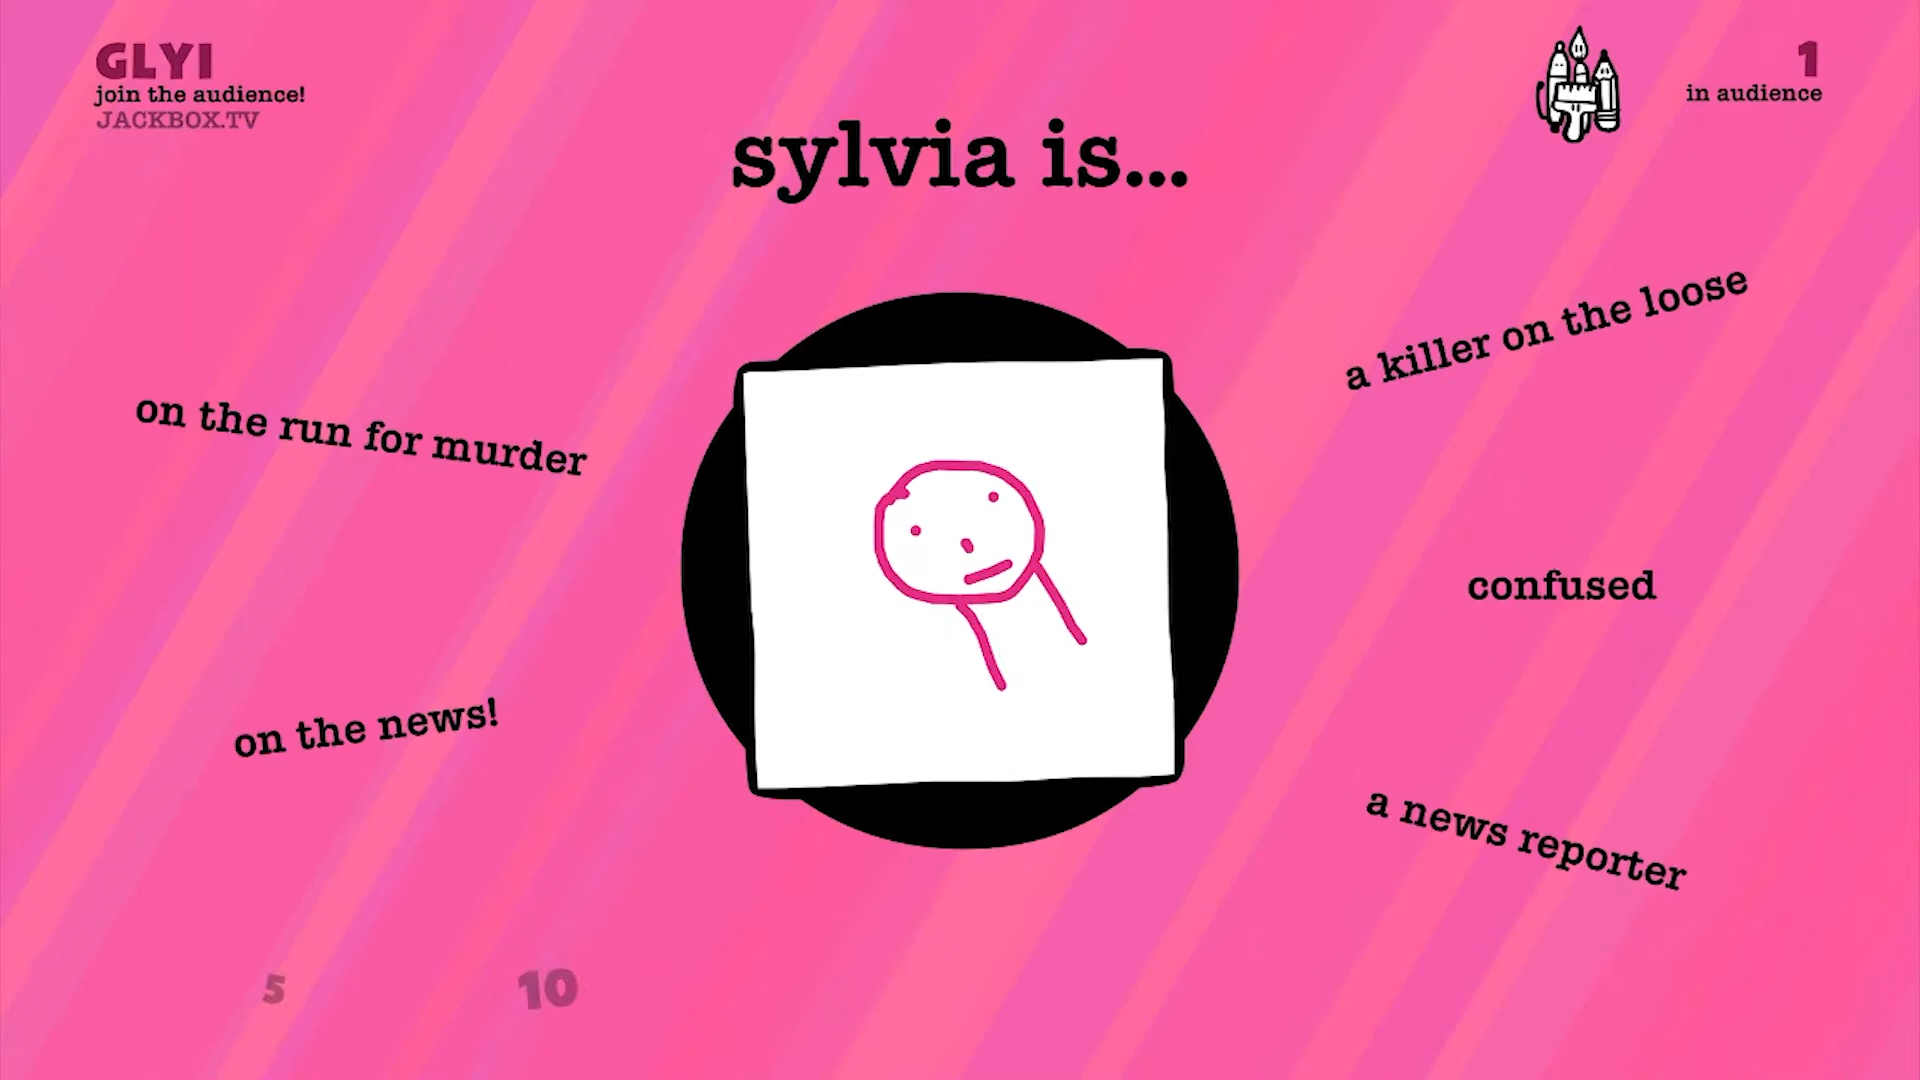 GLYI
join the audience!
JACKBOX.TV
1
in audience
sylvia is...
a killer on the loose
on the run for murder
confused
on the news!
a news reporter
5
10